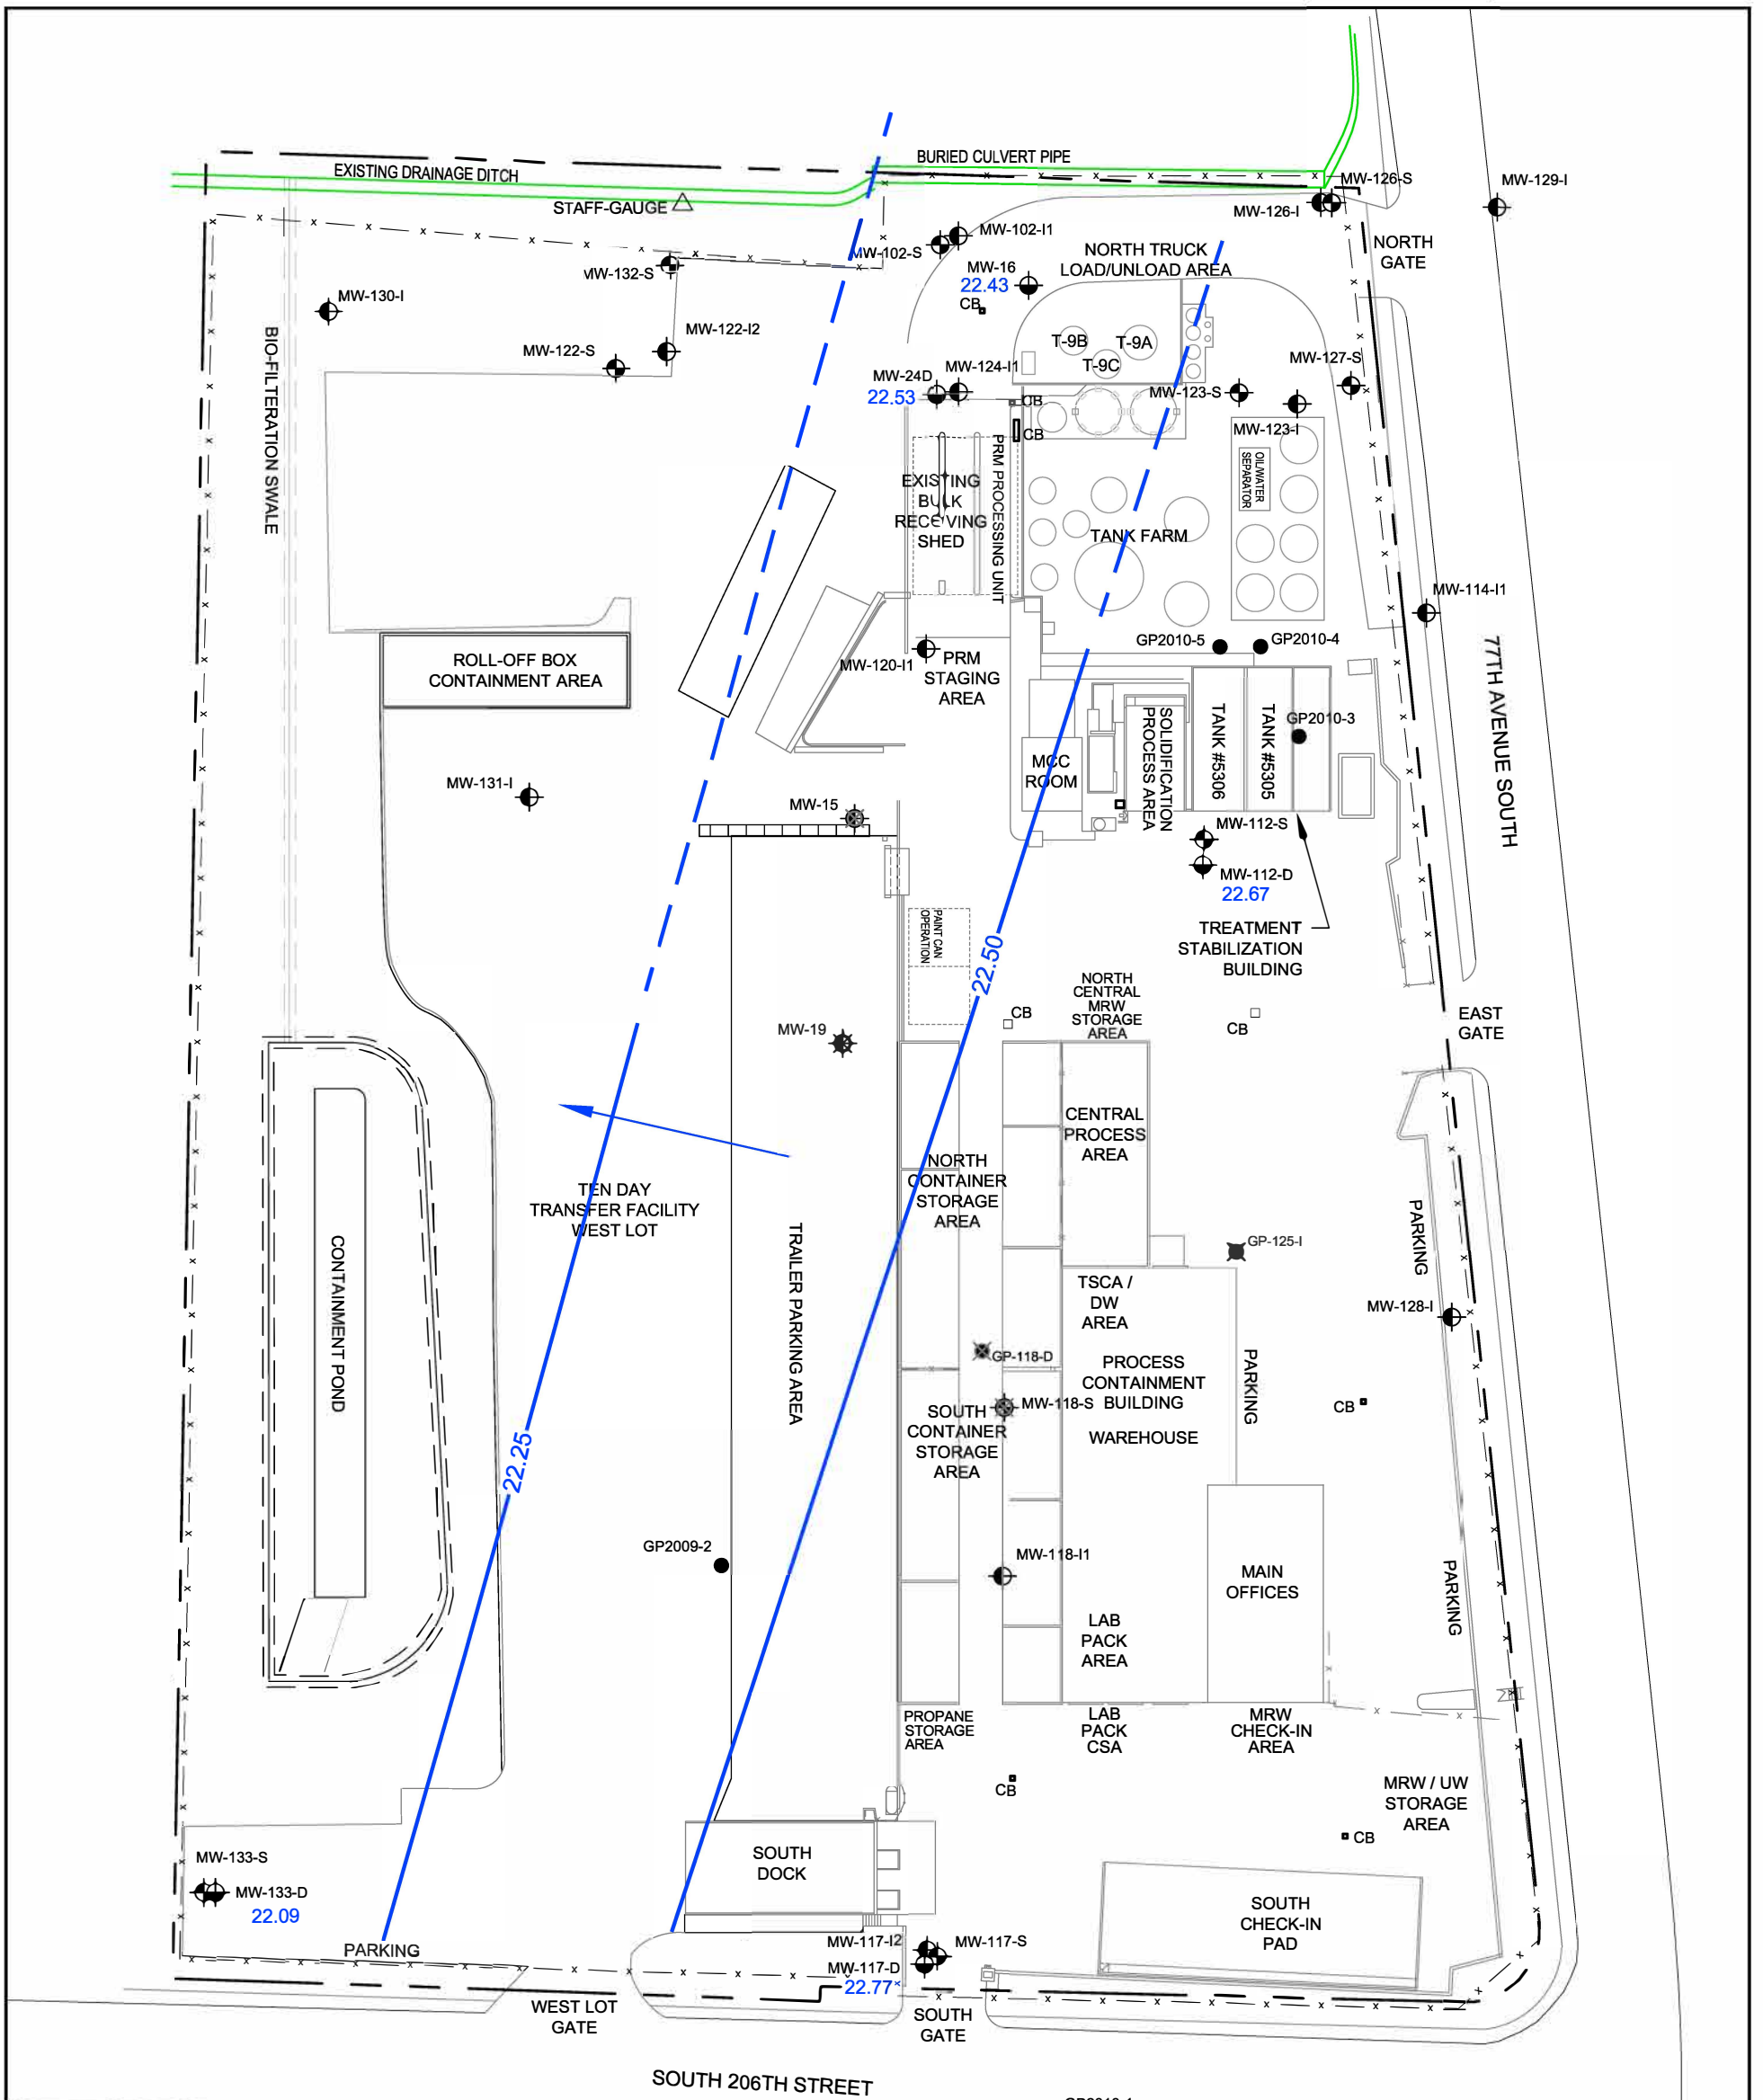 BURIED CULVERT PIPE
EXISTING DRAINAGE DITCH
MW-126-S
MW-129-I
STAFF-GAUGE
MW-126-I
MW-102-I1
MW-102-S
NORTH TRUCK
LOAD/UNLOAD AREA
NORTH
GATE
MW-132-S
MW-16
22.43
CB
MW-130-I
MW-122-I2
MW-122-S
BIO-FILTERATION SWALE
T-9B
T-9A
T-9C
MW-127-S
MW-124-I1
MW-24D
22.53
MW-123-S
CB
CB
MW-123-I
OIL/WATER
SEPARATOR
PRM PROCESSING UNIT
EXISTING
BULK
RECEIVING
SHED
TANK FARM
MW-114-I1
GP2010-5
GP2010-4
77TH AVENUE SOUTH
ROLL-OFF BOX
CONTAINMENT AREA
MW-120-I1
PRM
STAGING
AREA
GP2010-3
SOLIDIFICATION
PROCESS AREA
TANK #5306
TANK #5305
MCC
ROOM
MW-131-I
MW-15
MW-112-S
MW-112-D
22.67
PAINT CAN
OPERATION
TREATMENT
STABILIZATION
BUILDING
22.50
NORTH
CENTRAL
MRW
STORAGE
AREA
CB
CB
EAST
GATE
MW-19
CENTRAL
PROCESS
AREA
NORTH
CONTAINER
STORAGE
AREA
TEN DAY
TRANSFER FACILITY
WEST LOT
CONTAINMENT POND
TRAILER PARKING AREA
PARKING
GP-125-I
TSCA /
DW
AREA
MW-128-I
GP-118-D
PROCESS
CONTAINMENT
BUILDING
WAREHOUSE
PARKING
MW-118-S
CB
SOUTH
CONTAINER
STORAGE
AREA
22.25
GP2009-2
MW-118-I1
MAIN
OFFICES
PARKING
LAB
PACK
AREA
PROPANE
STORAGE
AREA
LAB
PACK
CSA
MRW
CHECK-IN
AREA
CB
MRW / UW
STORAGE
AREA
CB
SOUTH
DOCK
MW-133-S
MW-133-D
22.09
SOUTH
CHECK-IN
PAD
PARKING
MW-117-I2
MW-117-S
MW-117-D
22.77
WEST LOT
GATE
SOUTH
GATE
SOUTH 206TH STREET